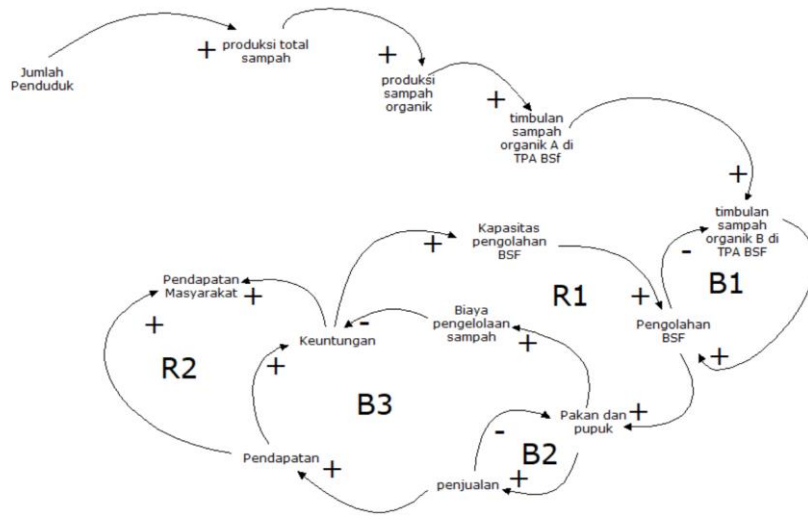 Jumlah
Penduduk
+
produksi total
sampah
+
produksi
sampah
organik
+
timbulan
sampah
organik A di
TPA BSf
+
timbulan
sampah
organik B di
TPA BSF
-
B1
+
Kapasitas
pengolahan
BSF
+
R1
+
Pengolahan
BSF
+
Pendapatan
Masyarakat
+
+
R2
Keuntungan
-
+
Biaya
pengelolaan
sampah
+
B3
Pakan dan
pupuk
+
-
B2
+
penjualan
Pendapatan
+